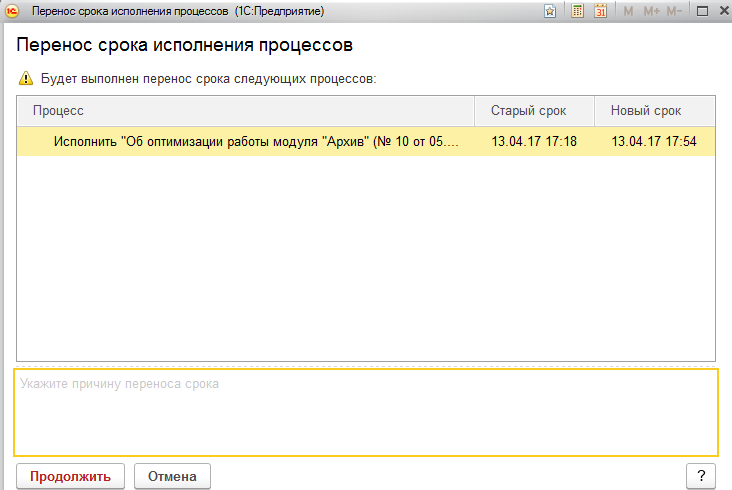 Перенос срока исполнения процессов (1С:Предприятие)
31 M M+ M-
Перенос срока исполнения процессов
Будет выполнен перенос срока следующих процессов:
Процесс Старый срок Новый срок
Исполнить "Об оптимизации работы модуля "Архив" (№ 10 от 05.... 13.04.17 17:18 13.04.17 17:54
Укажите причину переноса срока
Продолжить Отмена ?